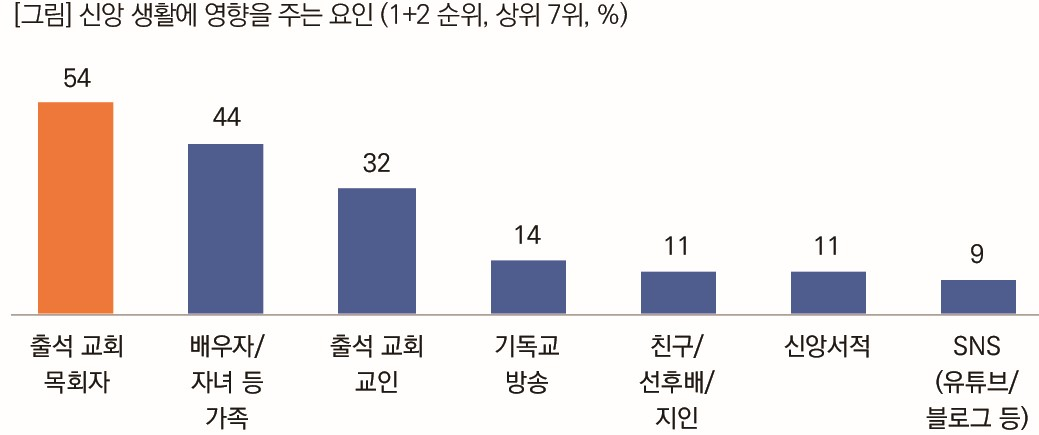 [그림] 신앙 생활에 영향을 주는 요인 (1+2 순위, 상위 7위, %)
54
44
32
14
11
11
9
출석 교회
목회자
배우자/
자녀 등
가족
출석 교회
교인
기독교
방송
친구/
선후배/
지인
신앙서적
SNS
(유튜브/
블로그 등)